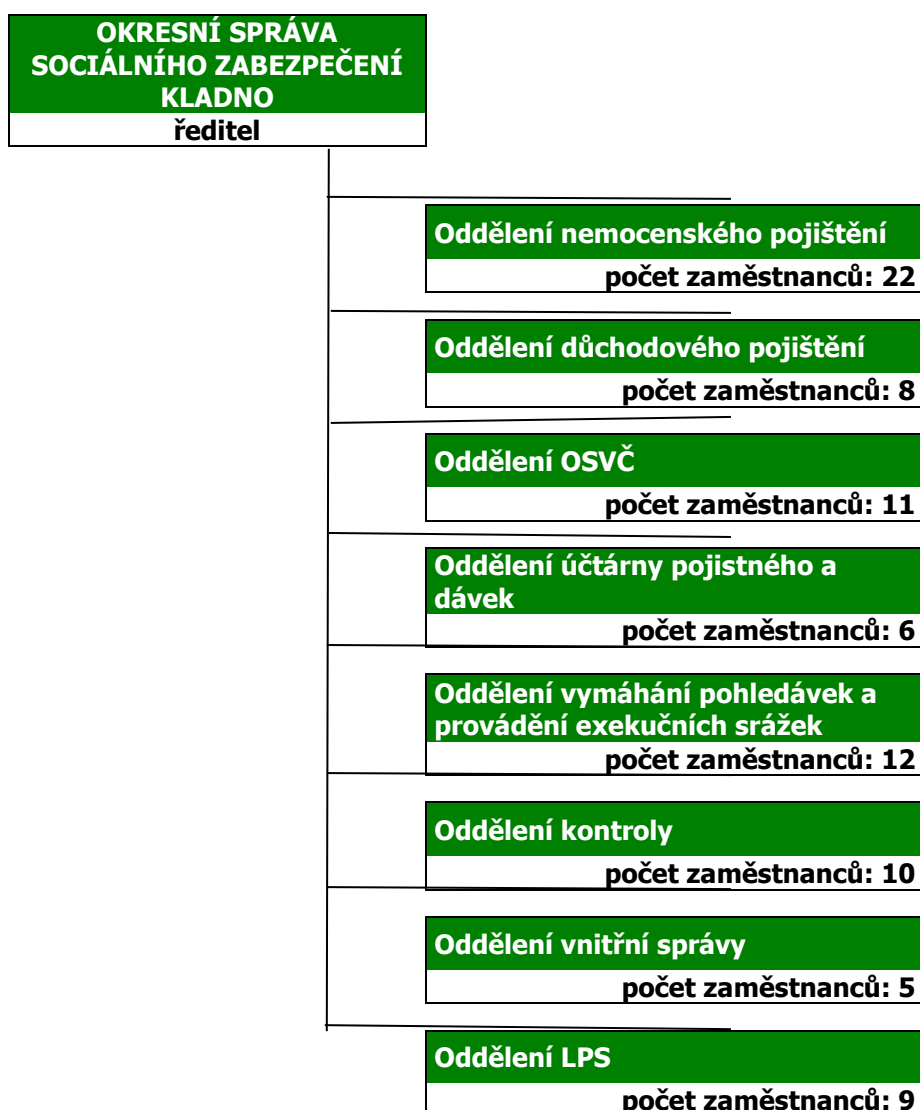 OKRESNÍ SPRÁVA
SOCIÁLNÍHO ZABEZPEČENÍ
KLADNO
ředitel
Oddělení nemocenského pojištění
počet zaměstnanců: 22
Oddělení důchodového pojištění
počet zaměstnanců: 8
Oddělení OSVČ
počet zaměstnanců: 11
Oddělení účtárny pojistného a
dávek
počet zaměstnanců: 6
Oddělení vymáhání pohledávek a
provádění exekučních srážek
počet zaměstnanců: 12
Oddělení kontroly
počet zaměstnanců: 10
Oddělení vnitřní správy
počet zaměstnanců: 5
Oddělení LPS
počet zaměstnanců: 9